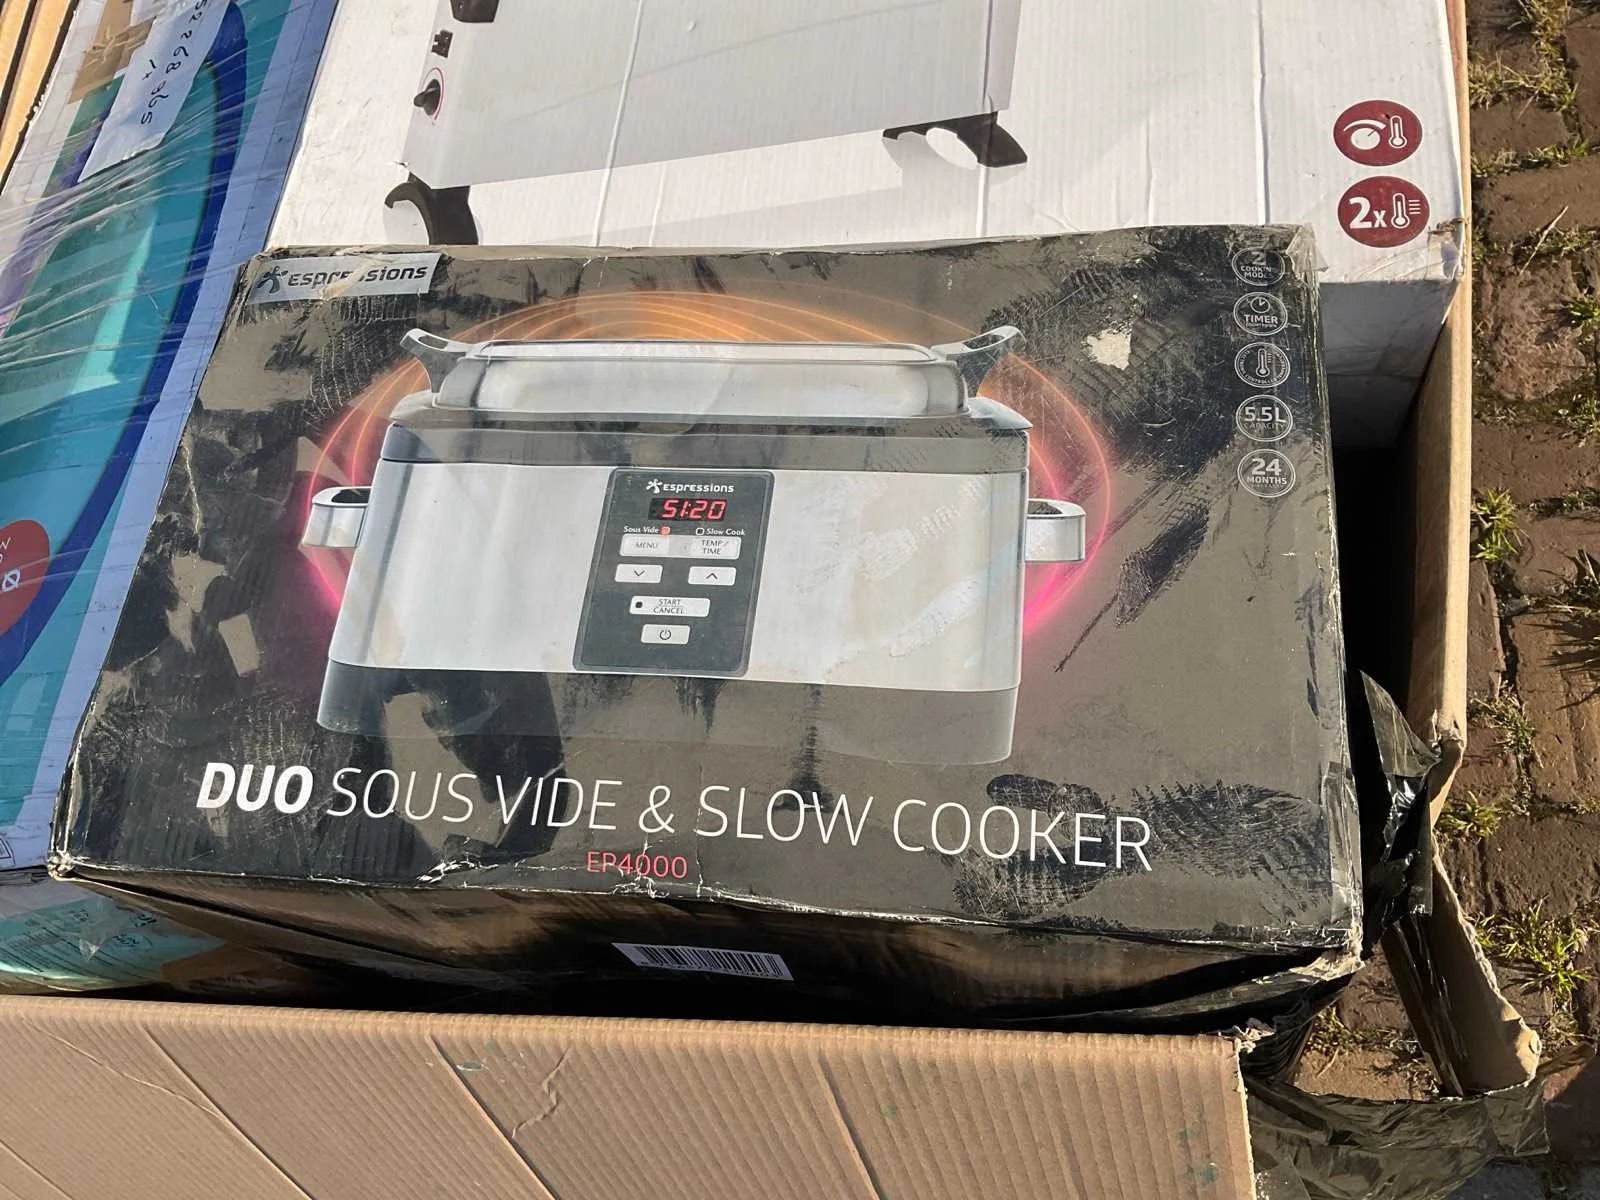 2x
ESPRESSIONS
2
COOKING
MODES
TIMER
5.5L
CAPACITY
24
MONTHS
ESPRESSIONS
51:20
Sous Vide
Slow Cook
MENU
TEMP/
TIME
START
CANCEL
DUO SOUS VIDE & SLOW COOKER
EP4000